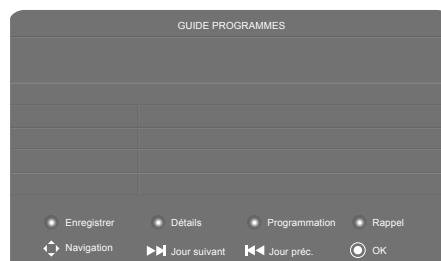 GUIDE PROGRAMMES
Enregistrer Détails Programmation Rappel
Navigation Jour suivant Jour préc. OK